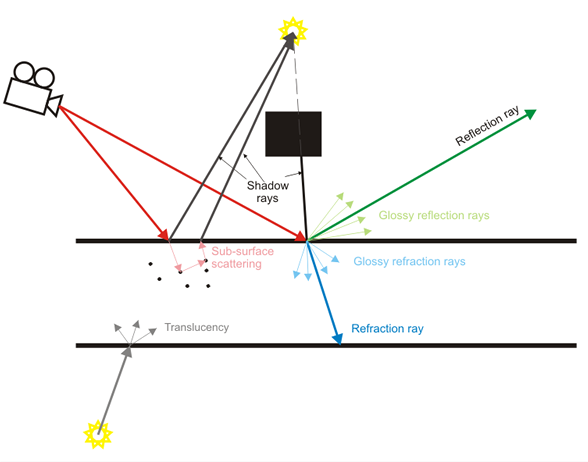 Reflection ray
Shadow
rays
Glossy reflection rays
Sub-surface
scattering
Glossy refraction rays
Translucency
Refraction ray